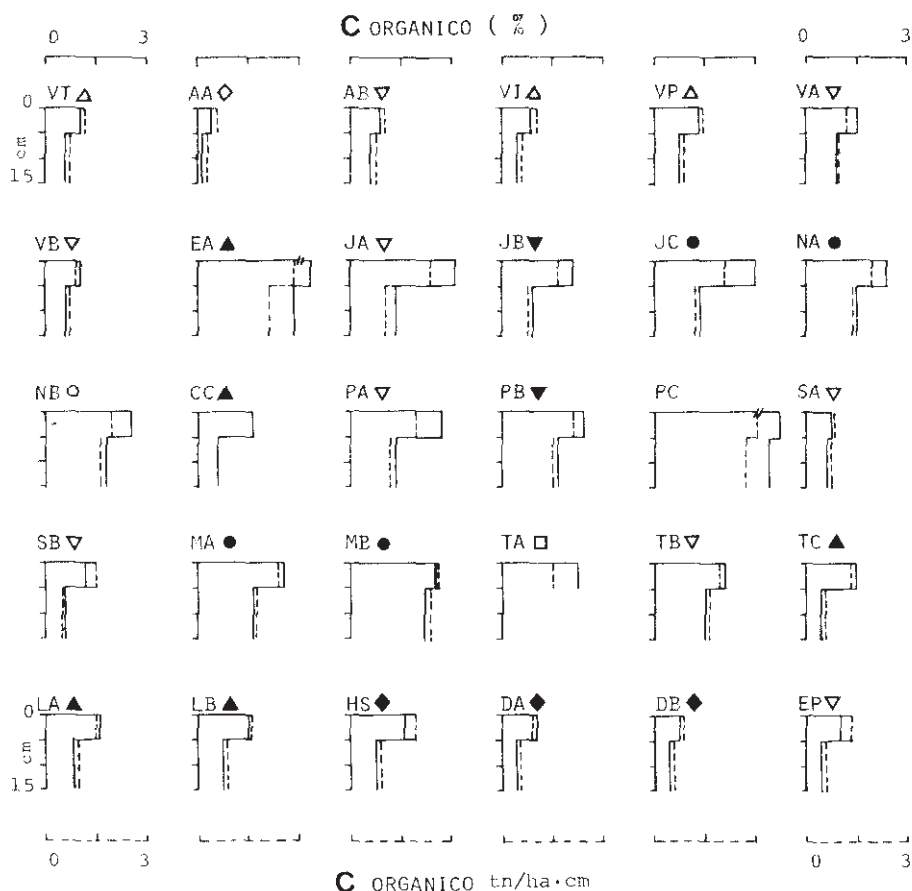 C ORGANICO ( % )
0 3 0 3
VT AA AB VI VP VA
0
cm
15
VB EA JA JB JC NA
NB CC PA PB PC SA
SB MA MB TA TB TC
LA LB HS DA DB EP
0
cm
15
0 3 0 3
C ORGANICO tn/ha·cm